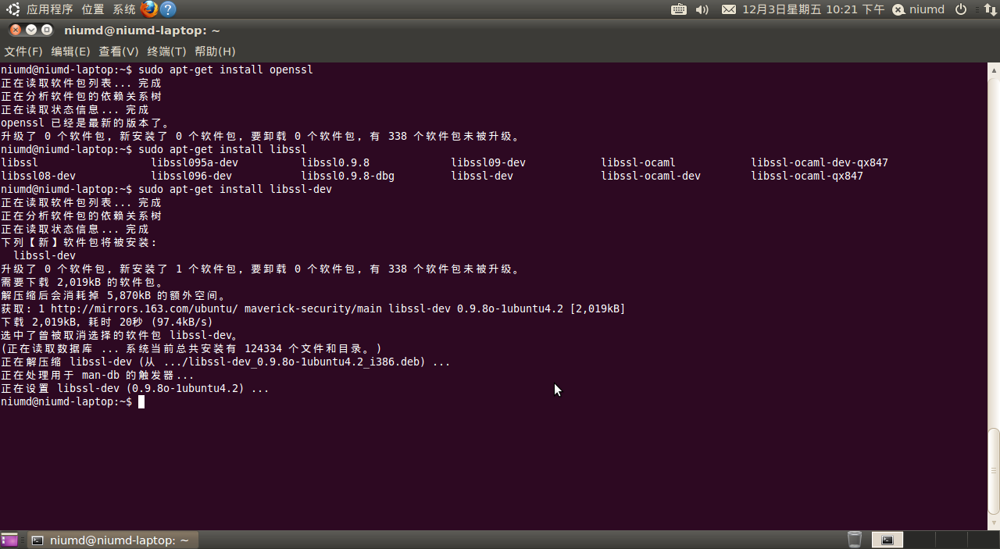 应用程序 位置 系统 ? 12月3日星期五 10:21 下午 niumd
niumd@niumd-laptop: ~
文件(F) 编辑(E) 查看(V) 终端(T) 帮助(H)
niumd@niumd-laptop:~$ sudo apt-get install openssl
正在读取软件包列表... 完成
正在分析软件包的依赖关系树
正在读取状态信息... 完成
openssl 已经是最新的版本了。
升级了 0 个软件包，新安装了 0 个软件包，要卸载 0 个软件包，有 338 个软件包未被升级。
niumd@niumd-laptop:~$ sudo apt-get install libssl
libssl libssl095a-dev libssl0.9.8 libssl09-dev libssl-ocaml libssl-ocaml-dev-qx847
libssl08-dev libssl096-dev libssl0.9.8-dbg libssl-dev libssl-ocaml-dev libssl-ocaml-qx847
niumd@niumd-laptop:~$ sudo apt-get install libssl-dev
正在读取软件包列表... 完成
正在分析软件包的依赖关系树
正在读取状态信息... 完成
下列【新】软件包将被安装：
libssl-dev
升级了 0 个软件包，新安装了 1 个软件包，要卸载 0 个软件包，有 338 个软件包未被升级。
需要下载 2,019kB 的软件包。
解压缩后会消耗掉 5,870kB 的额外空间。
获取：1 http://mirrors.163.com/ubuntu/ maverick-security/main libssl-dev 0.9.8o-1ubuntu4.2 [2,019kB]
下载 2,019kB，耗时 20秒 (97.4kB/s)
选中了曾被取消选择的软件包 libssl-dev。
(正在读取数据库 ... 系统当前总共安装有 124334 个文件和目录。)
正在解压缩 libssl-dev (从 .../libssl-dev_0.9.8o-1ubuntu4.2_i386.deb) ...
正在处理用于 man-db 的触发器...
正在设置 libssl-dev (0.9.8o-1ubuntu4.2) ...
niumd@niumd-laptop:~$
niumd@niumd-laptop: ~